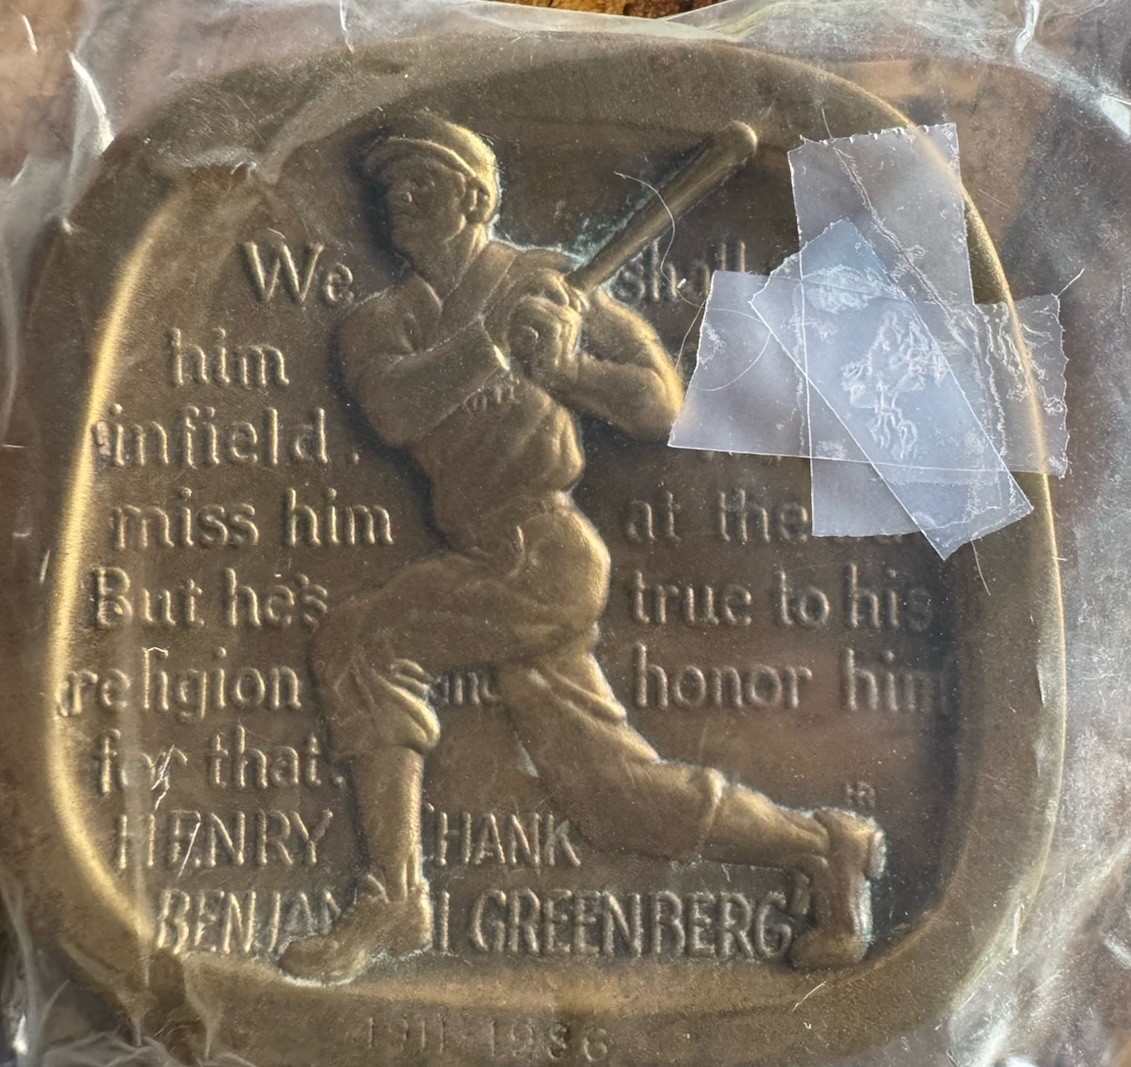 We shall
him
infield
miss him at the
But he's true to his
religion and honor him
for that.
HENRY "HANK
BENJAMIN GREENBERG"
1911-1986